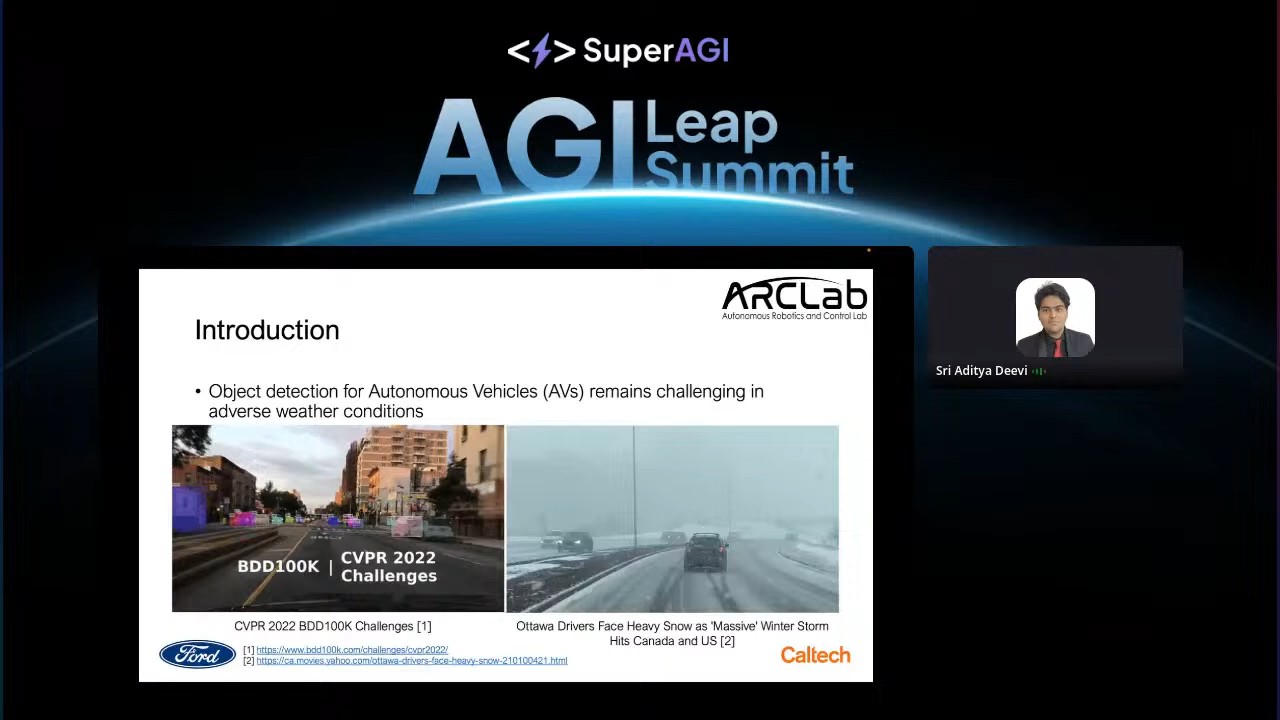 <⚡> SuperAGI
AGI Leap
Summit
ARCLab
Autonomous Robotics and Control Lab
Introduction
• Object detection for Autonomous Vehicles (AVs) remains challenging in
adverse weather conditions
BDD100K | CVPR 2022
Challenges
CVPR 2022 BDD100K Challenges [1]
Ottawa Drivers Face Heavy Snow as 'Massive' Winter Storm
Hits Canada and US [2]
Ford
[1] https://www.bdd100k.com/challenges/cvpr2022/
[2] https://ca.movies.yahoo.com/ottawa-drivers-face-heavy-snow-210100421.html
Caltech
Sri Aditya Deevi